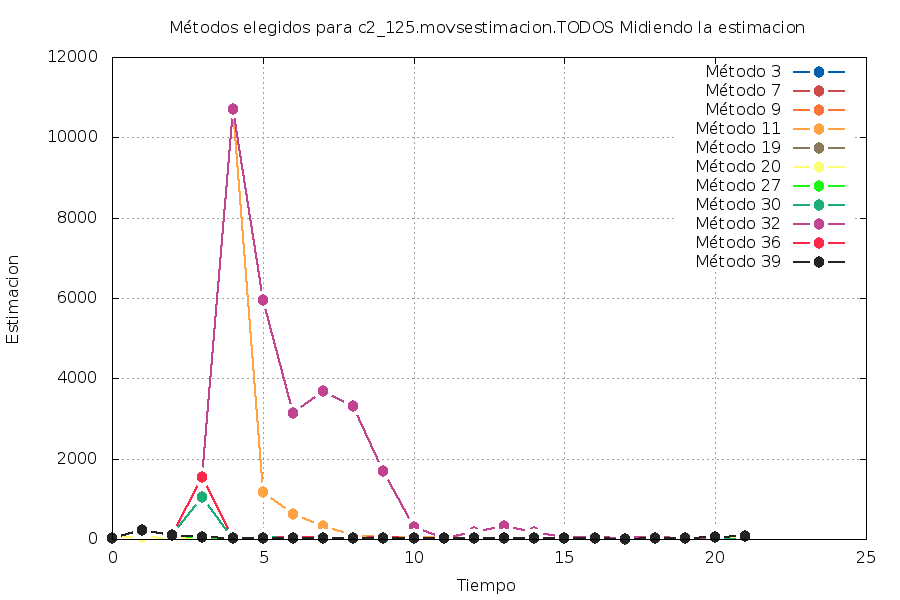 Métodos elegidos para c2_125.movsestimacion.TODOS Midiendo la estimacion
12000
10000
8000
6000
4000
2000
0
Estimacion
Método 3
Método 7
Método 9
Método 11
Método 19
Método 20
Método 27
Método 30
Método 32
Método 36
Método 39
0 5 10 15 20 25
Tiempo